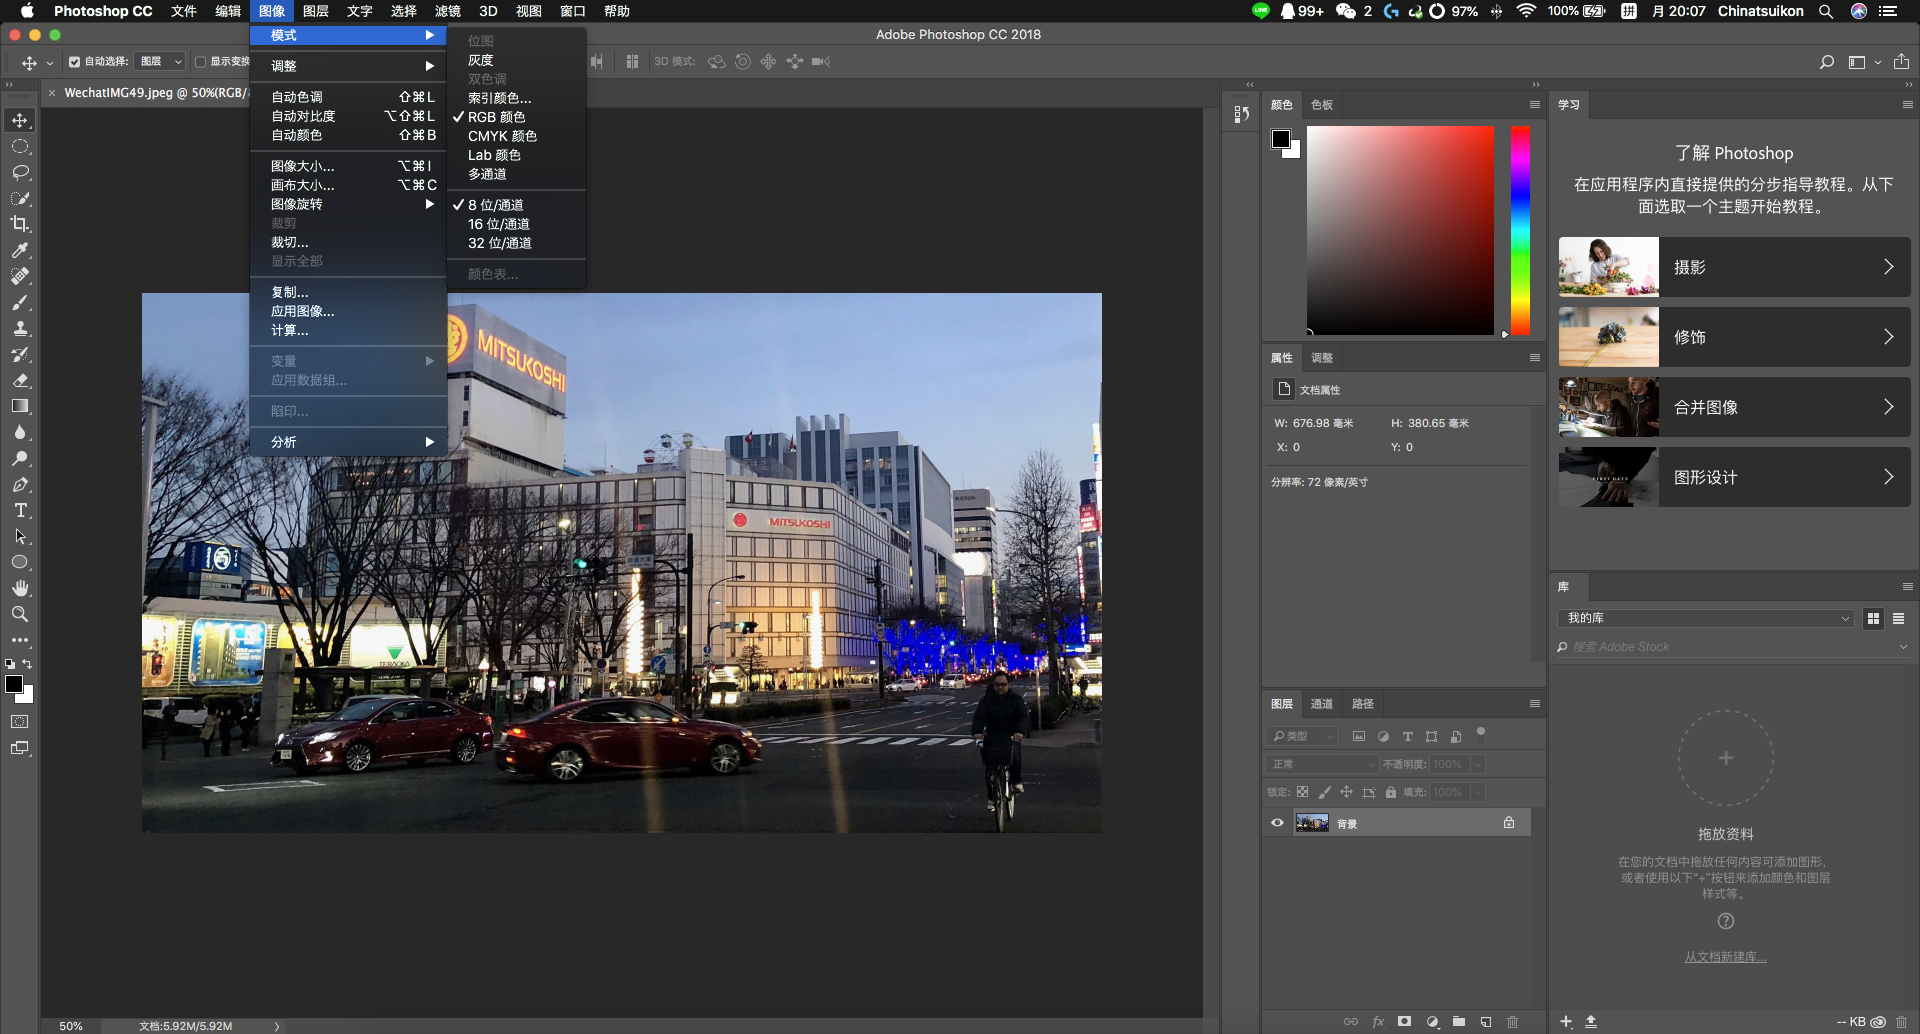 Photoshop CC 文件 编辑 图像 图层 文字 选择 滤镜 3D 视图 窗口 帮助
99+ 2 97% 100% 拼 月 20:07 Chinatsuikon
Adobe Photoshop CC 2018
自动选择: 图层 显示变换
3D 模式:
WechatIMG49.jpeg @ 50%(RGB/
模式
调整
自动色调 ⇧⌘L
自动对比度 ⌥⇧⌘L
自动颜色 ⇧⌘B
图像大小... ⌥⌘I
画布大小... ⌥⌘C
图像旋转
裁剪
裁切...
显示全部
复制...
应用图像...
计算...
变量
应用数据组...
陷印...
分析
位图
灰度
双色调
索引颜色...
✓ RGB 颜色
CMYK 颜色
Lab 颜色
多通道
✓ 8 位/通道
16 位/通道
32 位/通道
颜色表...
MITSUKOSHI
MITSUKOSHI
TERAOKA
颜色 色板
属性 调整
文档属性
W: 676.98 毫米 H: 380.65 毫米
X: 0 Y: 0
分辨率: 72 像素/英寸
图层 通道 路径
类型
正常 不透明度: 100%
锁定: 填充: 100%
背景
fx
学习
了解 Photoshop
在应用程序内直接提供的分步指导教程。从下
面选取一个主题开始教程。
摄影
修饰
合并图像
FIRST DATE
图形设计
库
我的库
搜索 Adobe Stock
拖放资料
在您的文档中拖放任何内容可添加图形,
或者使用以下“+”按钮来添加颜色和图层
样式等。
从文档新建库...
-- KB
50% 文档:5.92M/5.92M